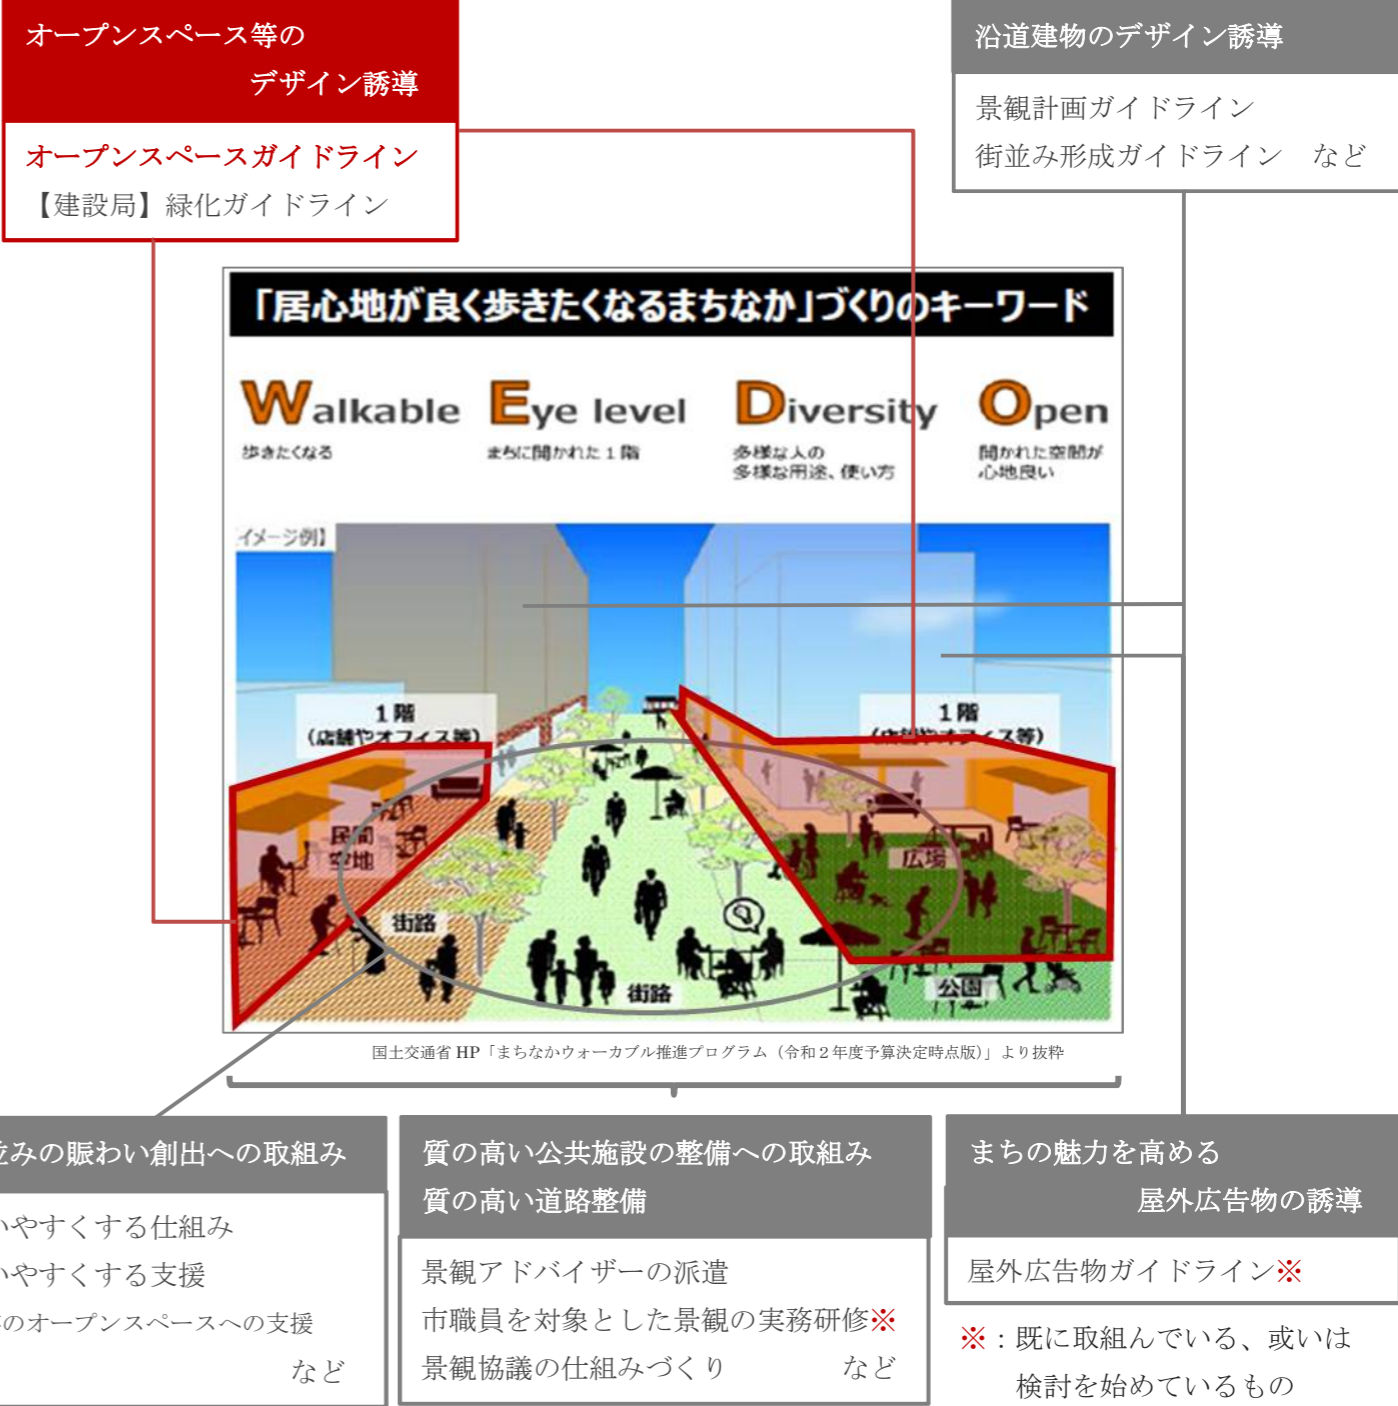 オープンスペース等の
デザイン誘導
オープンスペースガイドライン
【建設局】緑化ガイドライン
沿道建物のデザイン誘導
景観計画ガイドライン
街並み形成ガイドライン　など
「居心地が良く歩きたくなるまちなか」づくりのキーワード
Walkable
歩きたくなる
Eye level
まちに開かれた１階
Diversity
多様な人の
多様な用途、使い方
Open
開かれた空間が
心地良い
イメージ例】
１階
（店舗やオフィス等）
１階
（店舗やオフィス等）
民間
空地
広場
街路
街路
公園
国土交通省 HP「まちなかウォーカブル推進プログラム（令和２年度予算決定時点版）」より抜粋
並みの賑わい創出への取組み
いやすくする仕組み
いやすくする支援
のオープンスペースへの支援
など
質の高い公共施設の整備への取組み
質の高い道路整備
景観アドバイザーの派遣
市職員を対象とした景観の実務研修※
景観協議の仕組みづくり　など
まちの魅力を高める
屋外広告物の誘導
屋外広告物ガイドライン※
※：既に取組んでいる、或いは
検討を始めているもの